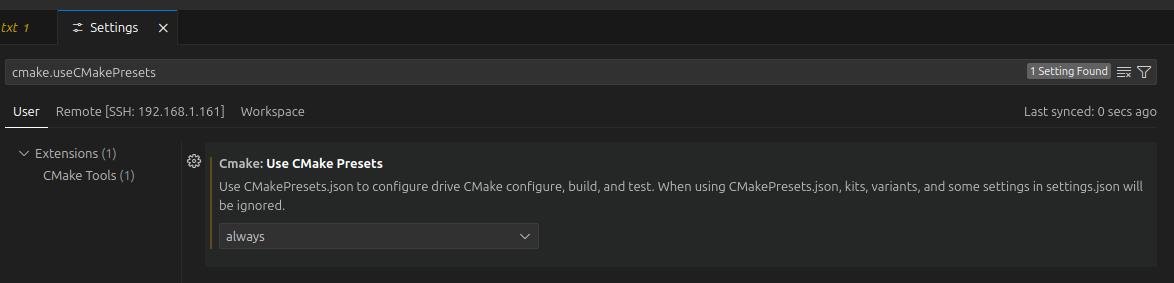 txt 1
Settings
cmake.useCMakePresets
1 Setting Found
User
Remote [SSH: 192.168.1.161]
Workspace
Last synced: 0 secs ago
Extensions (1)
CMake Tools (1)
Cmake: Use CMake Presets
Use CMakePresets.json to configure drive CMake configure, build, and test. When using CMakePresets.json, kits, variants, and some settings in settings.json will
be ignored.
always